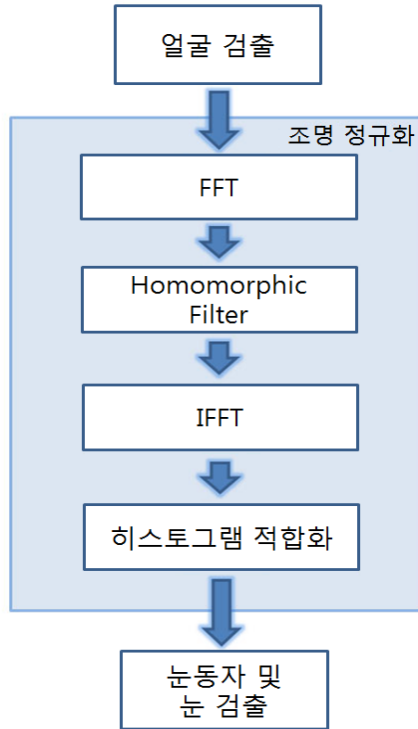 얼굴 검출
조명 정규화
FFT
Homomorphic
Filter
IFFT
히스토그램 적합화
눈동자 및
눈 검출